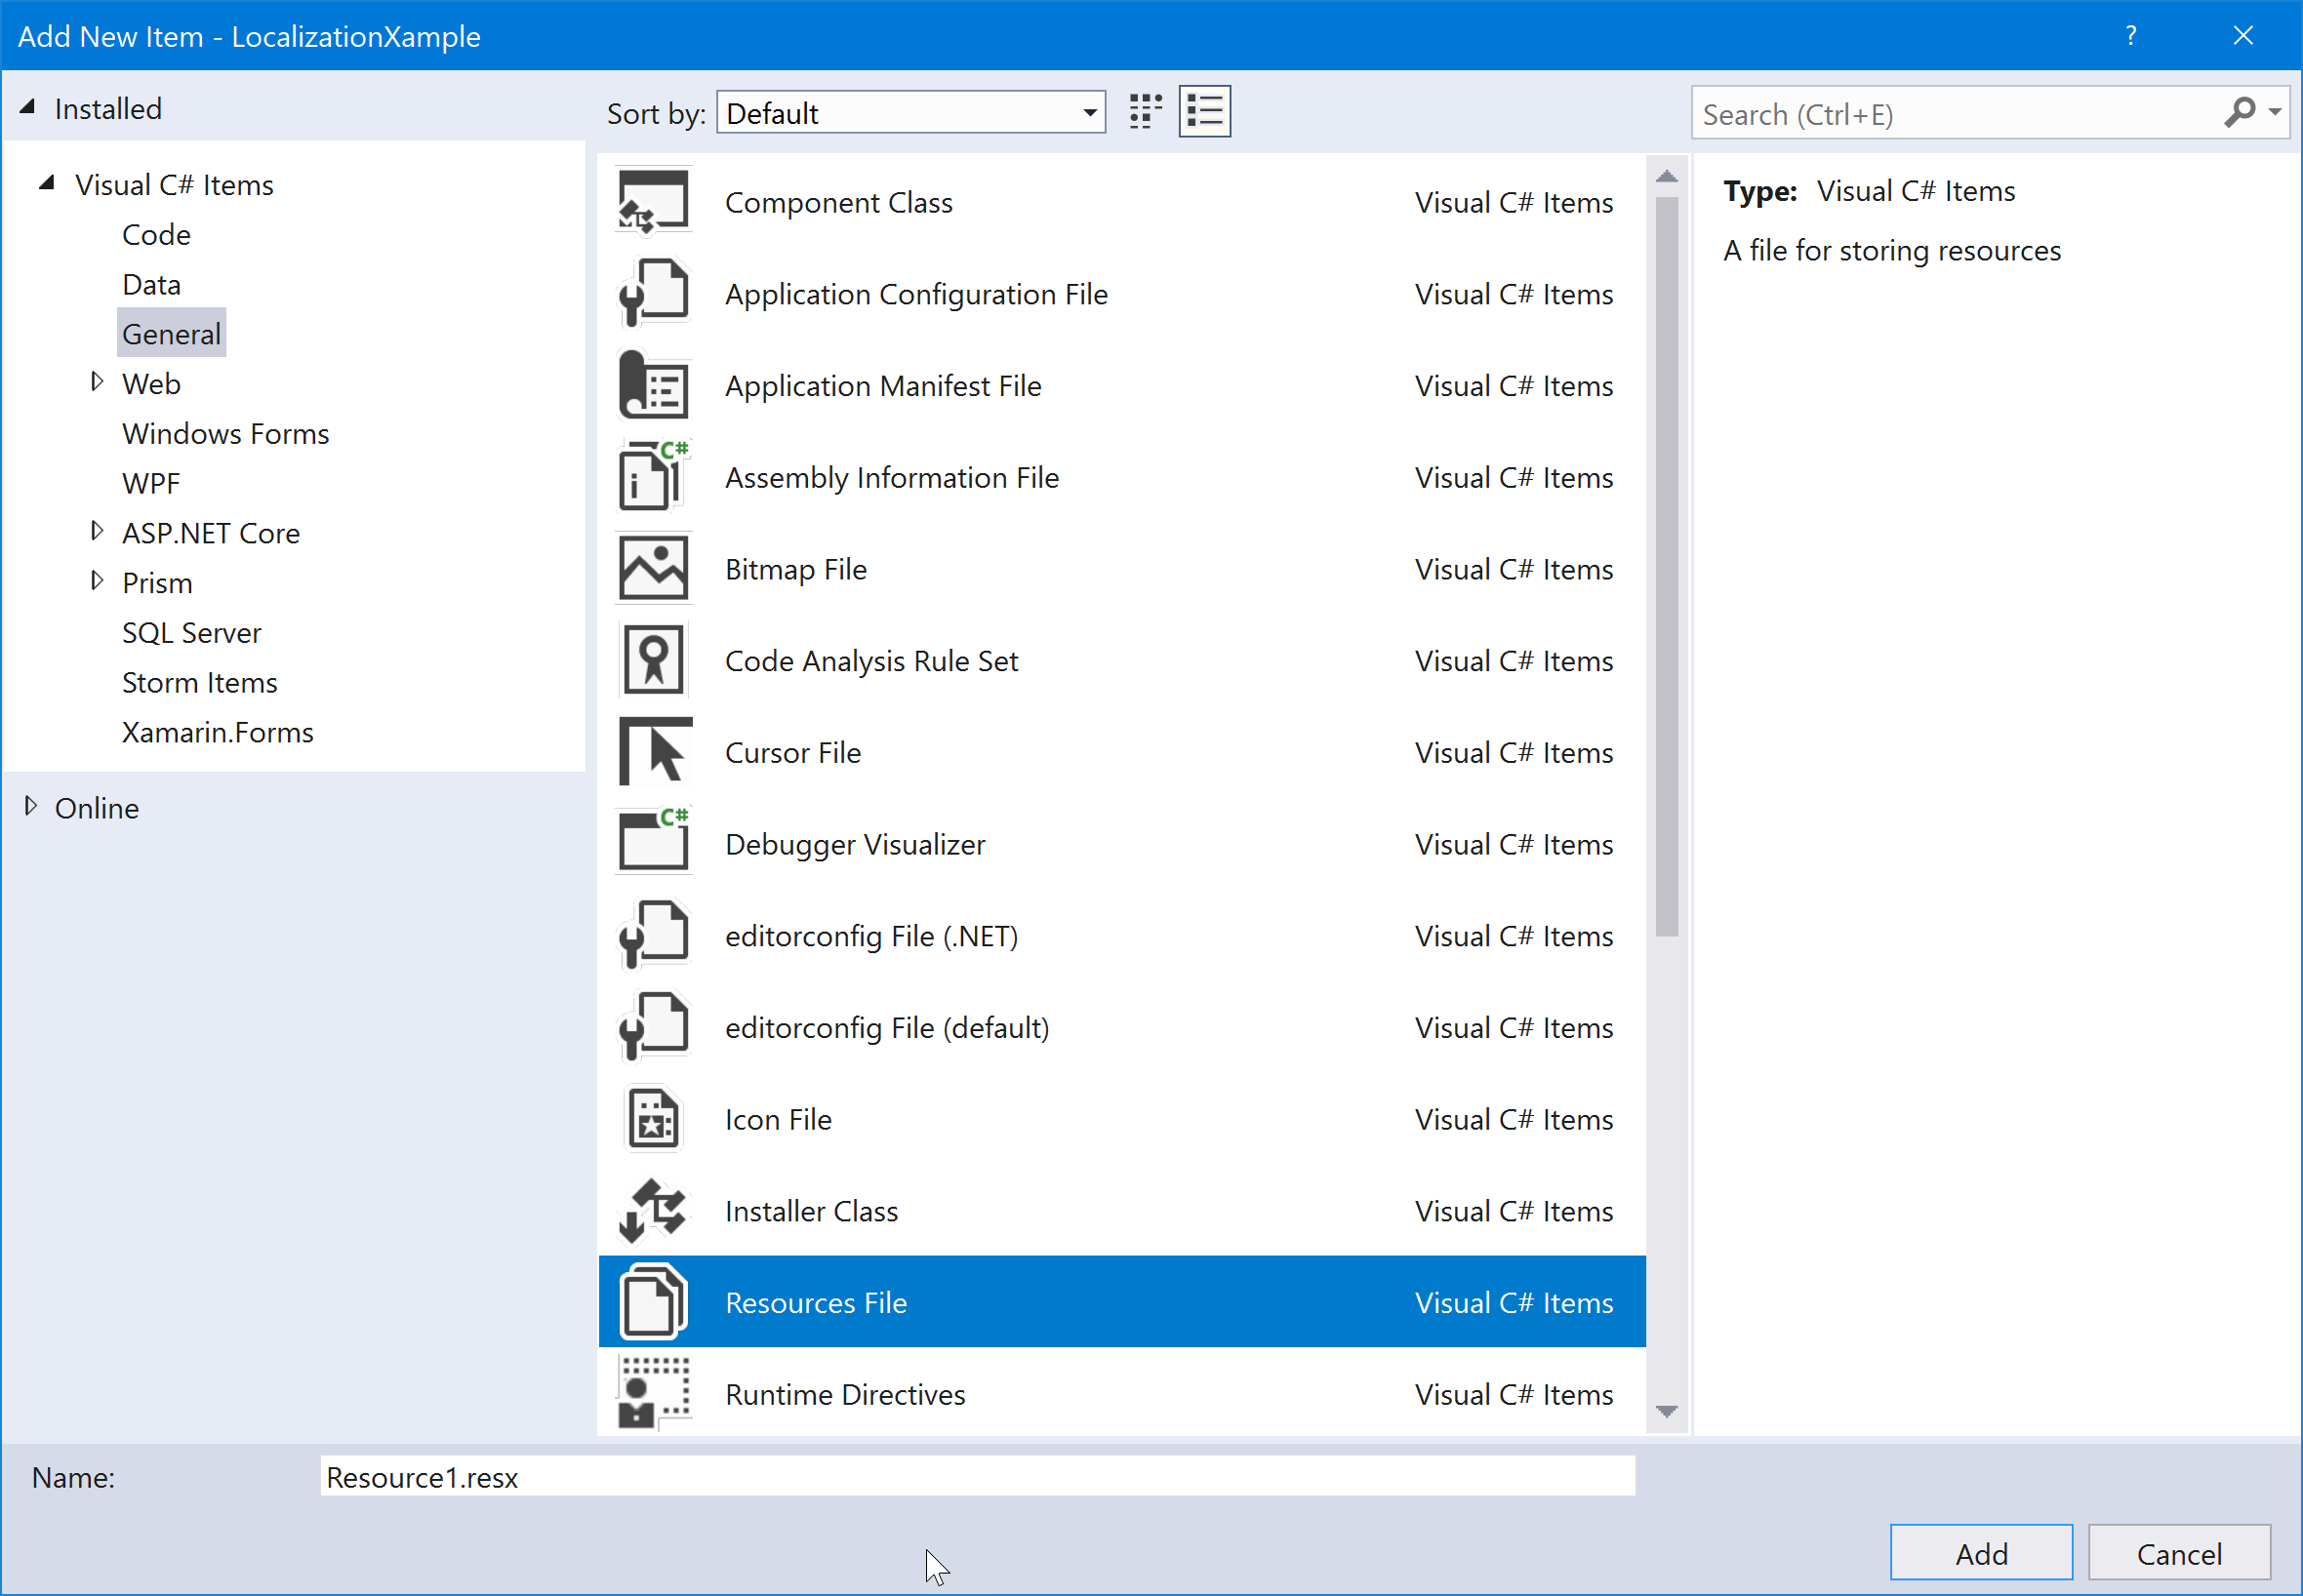 Add New Item - LocalizationXample
?
Installed
Sort by: Default
Search (Ctrl+E)
Visual C# Items
Code
Data
General
Web
Windows Forms
WPF
ASP.NET Core
Prism
SQL Server
Storm Items
Xamarin.Forms
Online
Component Class Visual C# Items
Application Configuration File Visual C# Items
Application Manifest File Visual C# Items
C#
Assembly Information File Visual C# Items
Bitmap File Visual C# Items
Code Analysis Rule Set Visual C# Items
Cursor File Visual C# Items
C#
Debugger Visualizer Visual C# Items
editorconfig File (.NET) Visual C# Items
editorconfig File (default) Visual C# Items
Icon File Visual C# Items
Installer Class Visual C# Items
Resources File Visual C# Items
Runtime Directives Visual C# Items
Type: Visual C# Items
A file for storing resources
Name: Resource1.resx
Add Cancel